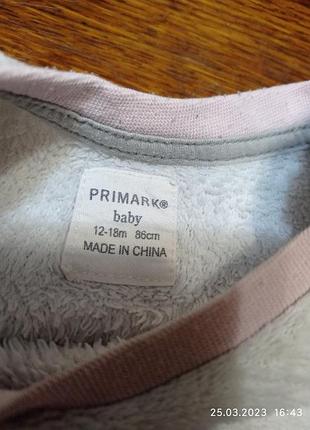 PRIMARK®
baby
12-18m 86cm
MADE IN CHINA
25.03.2023 16:43